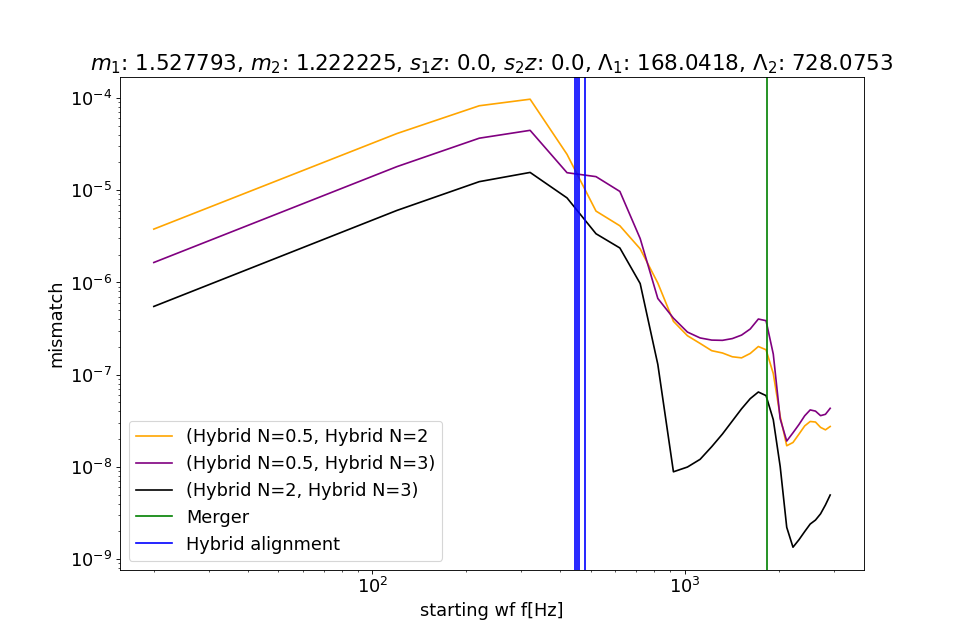 m₁: 1.527793, m₂: 1.222225, s₁z: 0.0, s₂z: 0.0, Λ₁: 168.0418, Λ₂: 728.0753
10⁻⁴
10⁻⁵
10⁻⁶
10⁻⁷
10⁻⁸
10⁻⁹
mismatch
(Hybrid N=0.5, Hybrid N=2
(Hybrid N=0.5, Hybrid N=3)
(Hybrid N=2, Hybrid N=3)
Merger
Hybrid alignment
10² 10³
starting wf f[Hz]